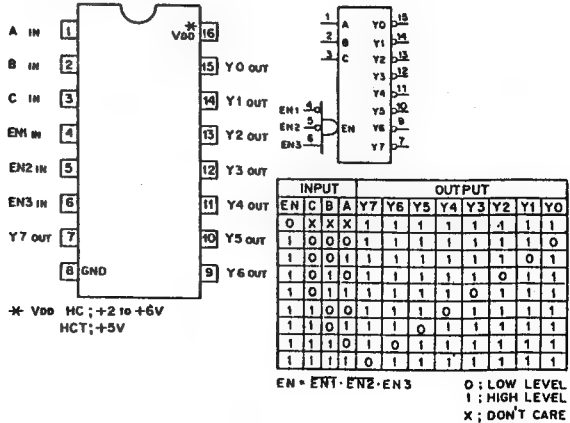 A IN 1
B IN 2
C IN 3
EN1 IN 4
EN2 IN 5
EN3 IN 6
Y7 OUT 7
8 GND
* VDD 16
15 Y0 OUT
14 Y1 OUT
13 Y2 OUT
12 Y3 OUT
11 Y4 OUT
10 Y5 OUT
9 Y6 OUT
* VDD HC ; +2 TO +6V
HCT ; +5V
1 A Y0 15
2 B Y1 14
3 C Y2 13
Y3 12
Y4 11
EN1 4 Y5 10
EN2 5 EN Y6 9
EN3 6 Y7 7
INPUT OUTPUT
EN C B A Y7 Y6 Y5 Y4 Y3 Y2 Y1 Y0
0 X X X 1 1 1 1 1 1 1 1
1 0 0 0 1 1 1 1 1 1 1 0
1 0 0 1 1 1 1 1 1 1 0 1
1 0 1 0 1 1 1 1 1 0 1 1
1 0 1 1 1 1 1 1 0 1 1 1
1 1 0 0 1 1 1 0 1 1 1 1
1 1 0 1 1 1 0 1 1 1 1 1
1 1 1 0 1 0 1 1 1 1 1 1
1 1 1 1 0 1 1 1 1 1 1 1
EN = E̅N̅1̅ · E̅N̅2̅ · EN3
0 ; LOW LEVEL
1 ; HIGH LEVEL
X ; DON'T CARE